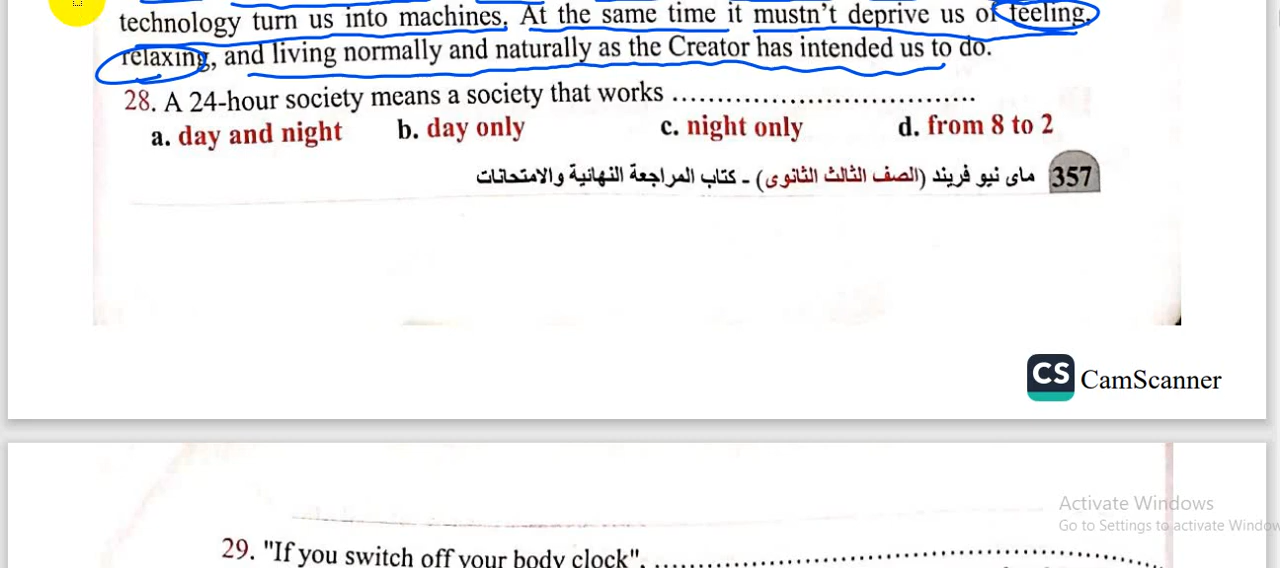 technology turn us into machines. At the same time it mustn't deprive us of feeling,
relaxing, and living normally and naturally as the Creator has intended us to do.
28. A 24-hour society means a society that works ....................................
a. day and night b. day only c. night only d. from 8 to 2
357 ماى نيو فريند (الصف الثالث الثانوى) - كتاب المراجعة النهائية والامتحانات
CS CamScanner
Activate Windows
Go to Settings to activate Window
29. "If you switch off your body clock", ....................................